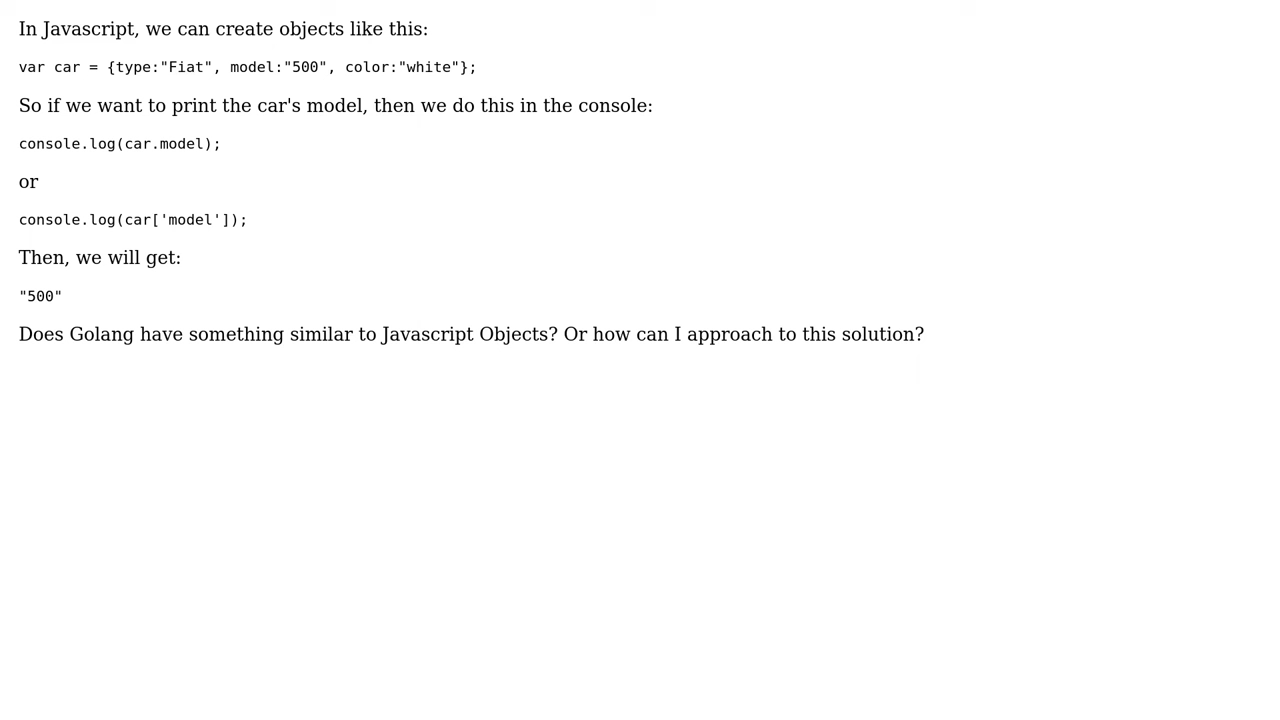 In Javascript, we can create objects like this:
var car = {type:"Fiat", model:"500", color:"white"};
So if we want to print the car's model, then we do this in the console:
console.log(car.model);
or
console.log(car['model']);
Then, we will get:
"500"
Does Golang have something similar to Javascript Objects? Or how can I approach to this solution?